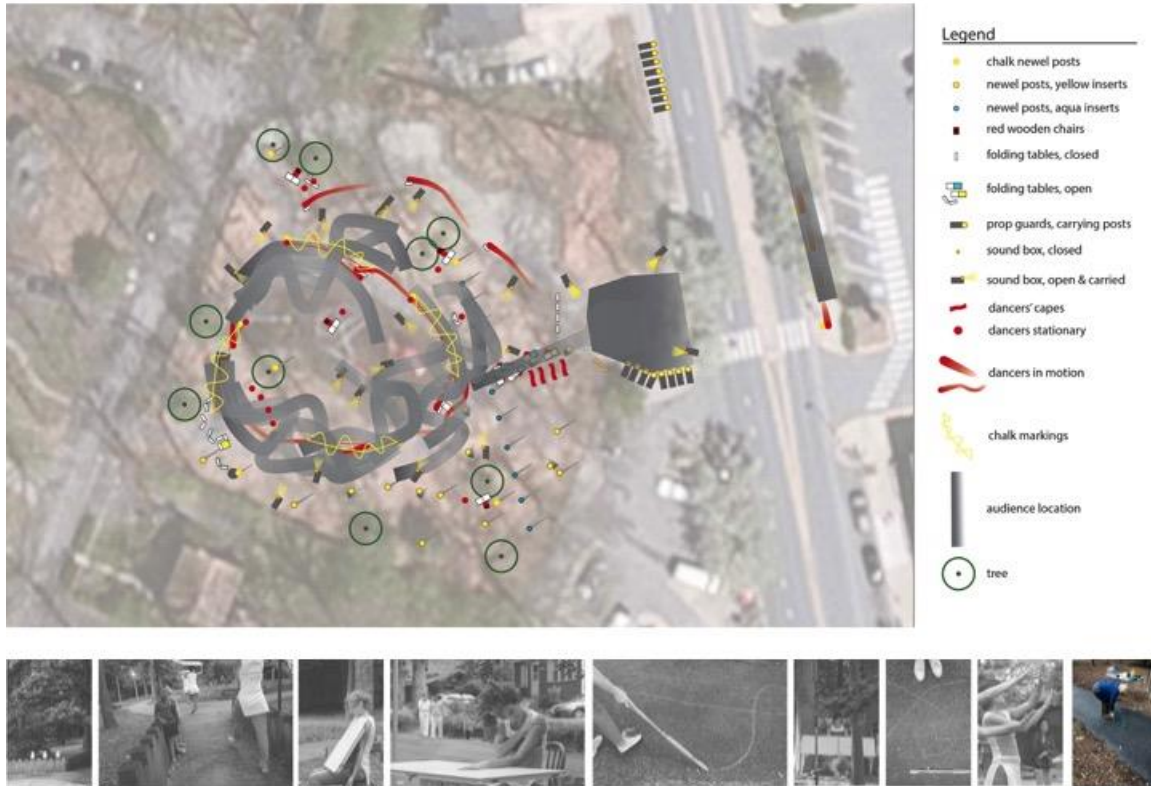 Legend
chalk newel posts
newel posts, yellow inserts
newel posts, aqua inserts
red wooden chairs
folding tables, closed
folding tables, open
prop guards, carrying posts
sound box, closed
sound box, open & carried
dancers' capes
dancers stationary
dancers in motion
chalk markings
audience location
tree